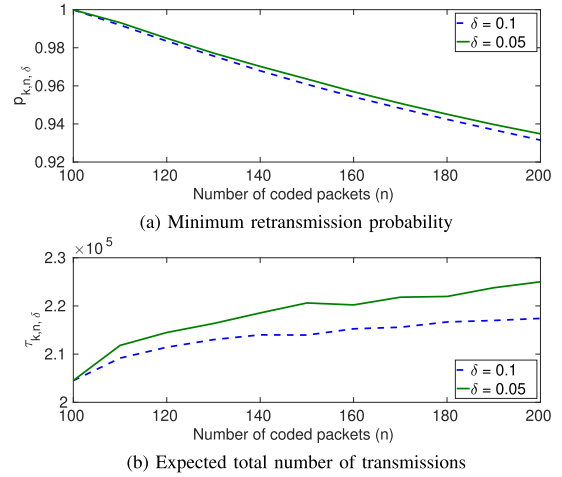 1
0.98
0.96
0.94
0.92
p k,n, δ
δ = 0.1
δ = 0.05
100 120 140 160 180 200
Number of coded packets (n)
(a) Minimum retransmission probability
×10 5
2.3
2.2
2.1
2
τ k,n, δ
δ = 0.1
δ = 0.05
100 120 140 160 180 200
Number of coded packets (n)
(b) Expected total number of transmissions